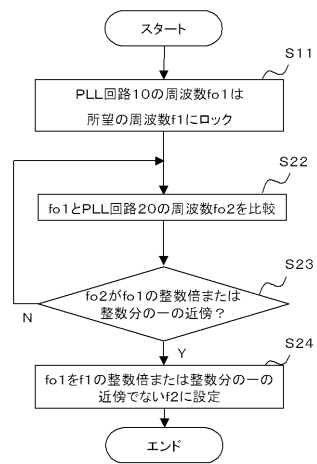 スタート
S11
PLL回路10の周波数fo1は
所望の周波数f1にロック
S22
fo1とPLL回路20の周波数fo2を比較
S23
fo2がfo1の整数倍または
整数分の一の近傍？
N
Y
S24
fo1をf1の整数倍または整数分の一の
近傍でないf2に設定
エンド